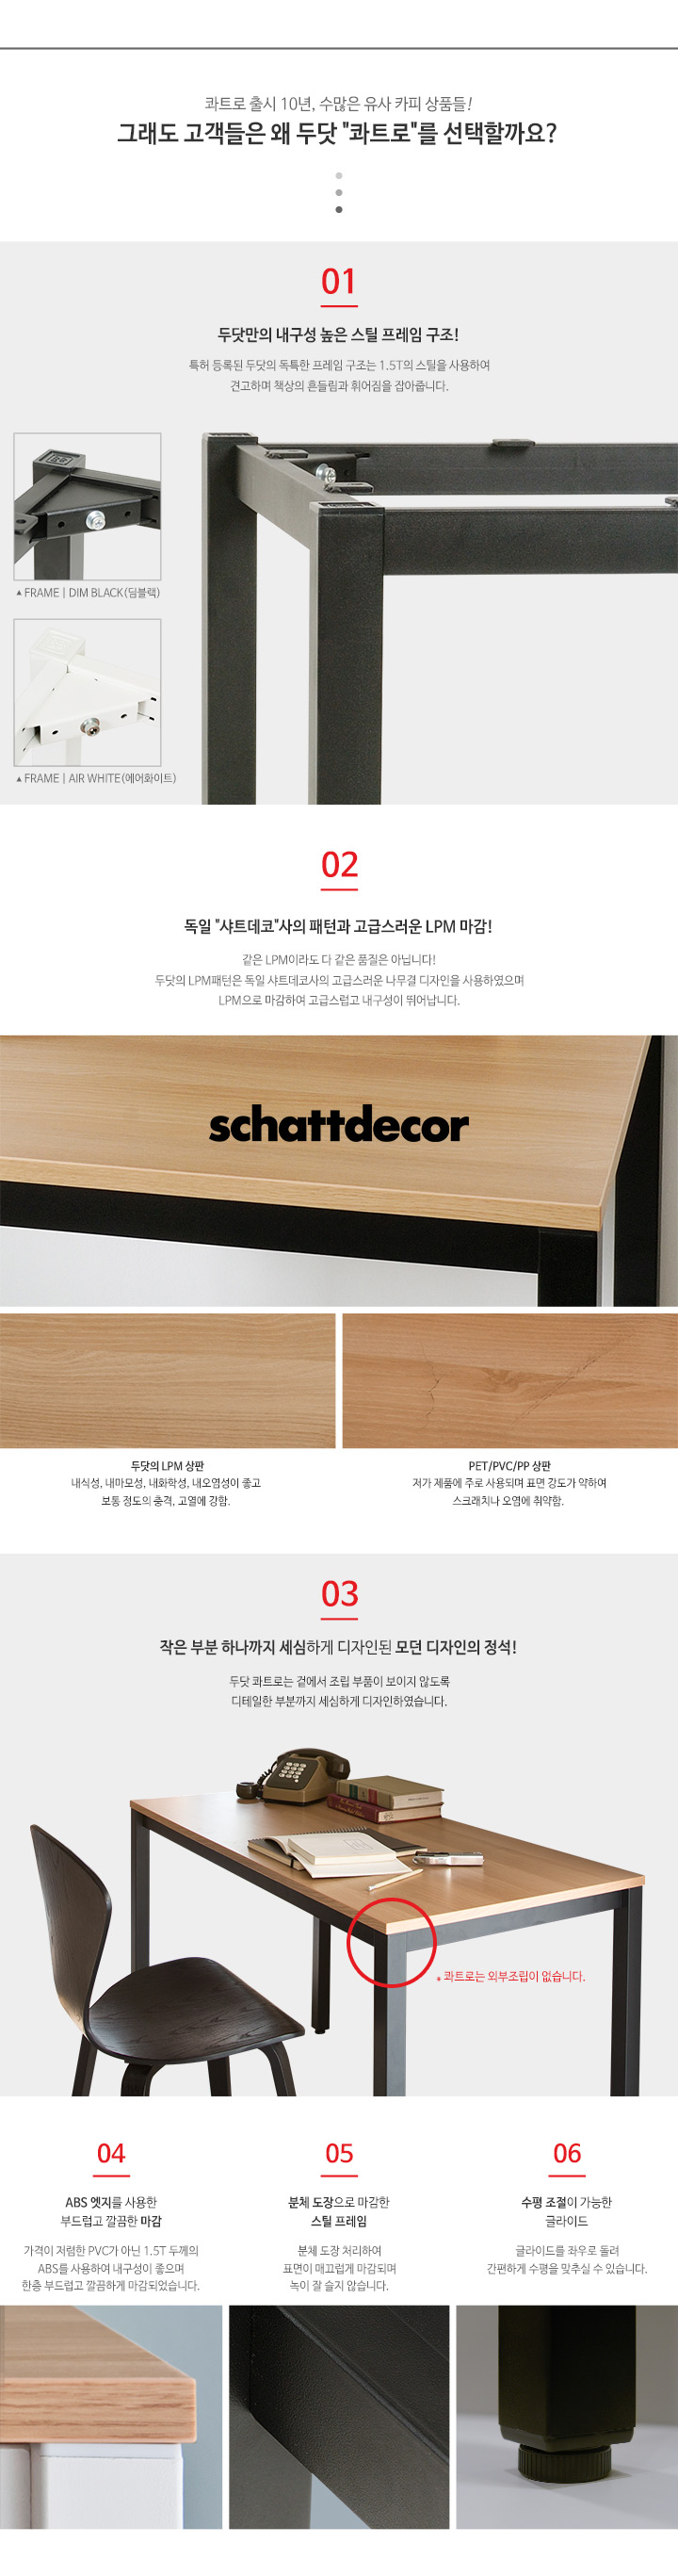 콰트로 출시 10년, 수많은 유사 카피 상품들!
그래도 고객들은 왜 두닷 "콰트로"를 선택할까요?
01
두닷만의 내구성 높은 스틸 프레임 구조!
특허 등록된 두닷의 독특한 프레임 구조는 1.5T의 스틸을 사용하여
견고하며 책상의 흔들림과 휘어짐을 잡아줍니다.
▲ FRAME | DIM BLACK(딤블랙)
▲ FRAME | AIR WHITE(에어화이트)
02
독일 "샤트데코"사의 패턴과 고급스러운 LPM 마감!
같은 LPM이라도 다 같은 품질은 아닙니다!
두닷의 LPM패턴은 독일 샤트데코사의 고급스러운 나무결 디자인을 사용하였으며
LPM으로 마감하여 고급스럽고 내구성이 뛰어납니다.
schattdecor
두닷의 LPM 상판
내식성, 내마모성, 내화학성, 내오염성이 좋고
보통 정도의 충격, 고열에 강함.
PET/PVC/PP 상판
저가 제품에 주로 사용되며 표면 강도가 약하여
스크래치나 오염에 취약함.
03
작은 부분 하나까지 세심하게 디자인된 모던 디자인의 정석!
두닷 콰트로는 겉에서 조립 부품이 보이지 않도록
디테일한 부분까지 세심하게 디자인하였습니다.
* 콰트로는 외부조립이 없습니다.
04
ABS 엣지를 사용한
부드럽고 깔끔한 마감
가격이 저렴한 PVC가 아닌 1.5T 두께의
ABS를 사용하여 내구성이 좋으며
한층 부드럽고 깔끔하게 마감되었습니다.
05
분체 도장으로 마감한
스틸 프레임
분체 도장 처리하여
표면이 매끄럽게 마감되며
녹이 잘 슬지 않습니다.
06
수평 조절이 가능한
글라이드
글라이드를 좌우로 돌려
간편하게 수평을 맞추실 수 있습니다.